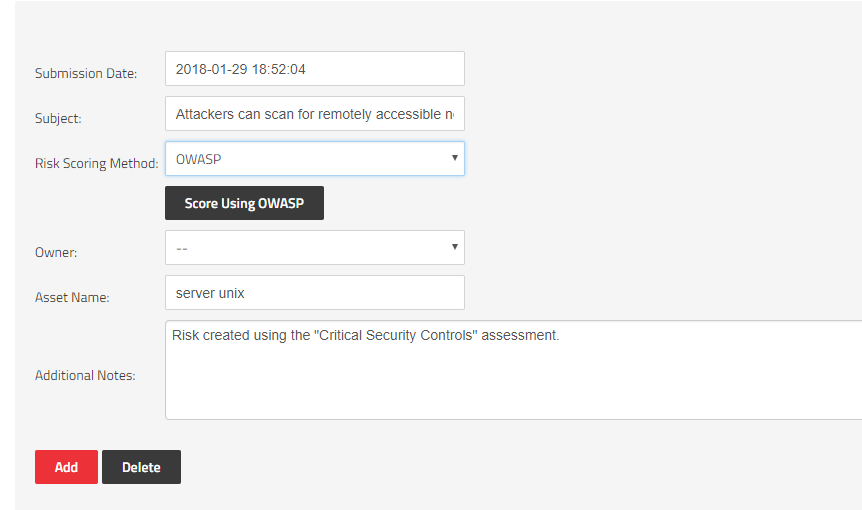 Submission Date: 2018-01-29 18:52:04
Subject: Attackers can scan for remotely accessible
Risk Scoring Method: OWASP
Score Using OWASP
Owner: --
Asset Name: server unix
Risk created using the "Critical Security Controls" assessment.
Additional Notes:
Add Delete